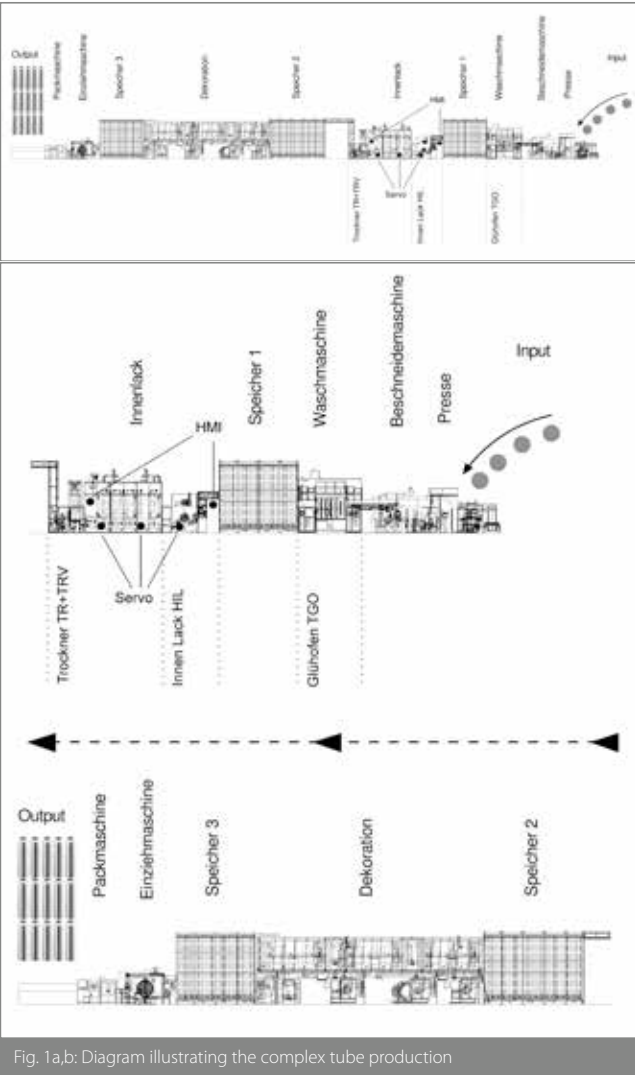 Output
Packmaschine
Einziehmaschine
Speicher 3
Dekoration
Speicher 2
Innenlack
HMI
Speicher 1
Waschmaschine
Beschneidemaschine
Presse
Input
Servo
Trockner TR+TRV
Innen Lack HIL
Glühofen TGO
Innenlack
HMI
Speicher 1
Waschmaschine
Beschneidemaschine
Presse
Input
Servo
Trockner TR+TRV
Innen Lack HIL
Glühofen TGO
Output
Packmaschine
Einziehmaschine
Speicher 3
Dekoration
Speicher 2
Fig. 1a,b: Diagram illustrating the complex tube production